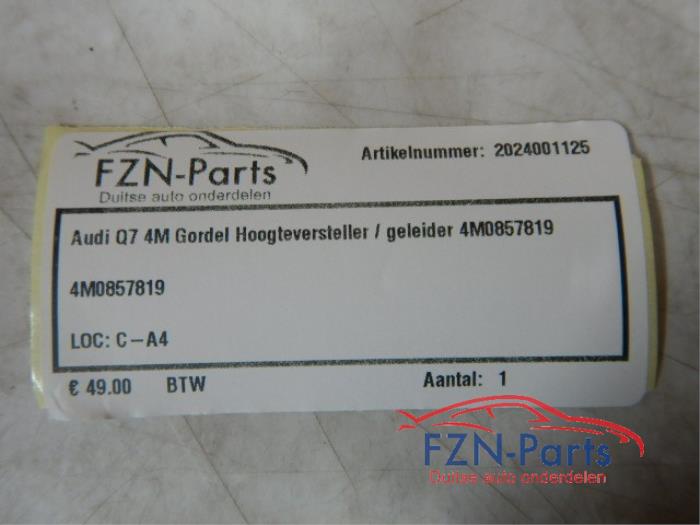 FZN-Parts
Duitse auto onderdelen
Artikelnummer: 2024001125
Audi Q7 4M Gordel Hoogteversteller / geleider 4M0857819
4M0857819
LOC: C-A4
€ 49.00 BTW Aantal: 1
FZN-Parts
Duitse auto onderdelen